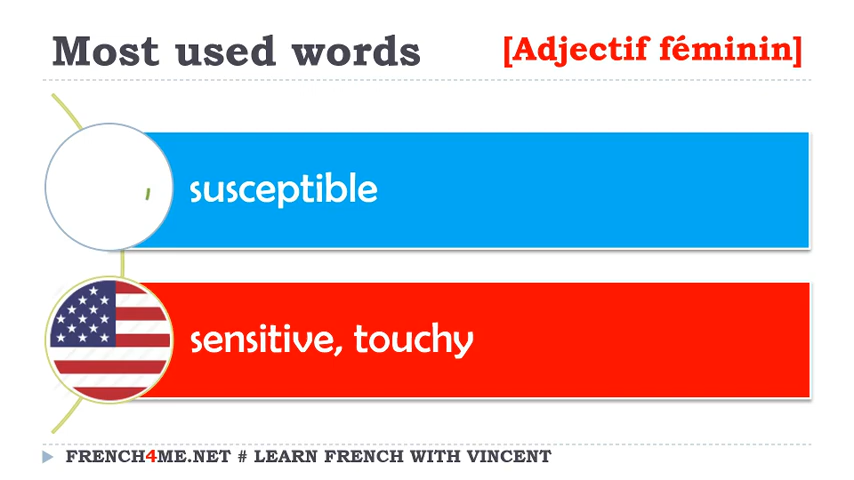 Most used words [Adjectif féminin]
susceptible
sensitive, touchy
FRENCH4ME.NET # LEARN FRENCH WITH VINCENT